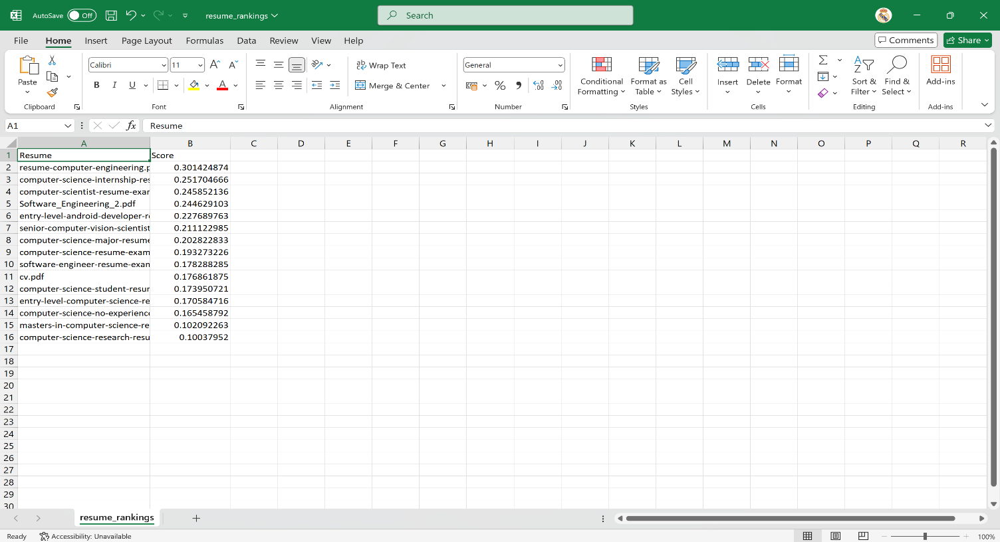 AutoSave Off resume_rankings Search
File Home Insert Page Layout Formulas Data Review View Help Comments Share
Calibri 11 Wrap Text General
Paste B I U Merge & Center Conditional Formatting Format as Table Cell Styles Insert Delete Format Sort & Filter Find & Select Add-ins
Clipboard Font Alignment Number Styles Cells Editing Add-ins
A1 fx Resume
A B C D E F G H I J K L M N O P Q R
1 Resume Score
2 resume-computer-engineering.p 0.301424874
3 computer-science-internship-res 0.251704666
4 computer-scientist-resume-exar 0.245852136
5 Software_Engineering_2.pdf 0.244629103
6 entry-level-android-developer-r 0.227689763
7 senior-computer-vision-scientist 0.211122985
8 computer-science-major-resume 0.202822833
9 computer-science-resume-exam 0.193273226
10 software-engineer-resume-exan 0.178288285
11 cv.pdf 0.176861875
12 computer-science-student-resur 0.173950721
13 entry-level-computer-science-re 0.170584716
14 computer-science-no-experience 0.165458792
15 masters-in-computer-science-re 0.102092263
16 computer-science-research-resu 0.10037952
17
18
19
20
21
22
23
24
25
26
27
28
29
30
resume_rankings
Ready Accessibility: Unavailable 100%